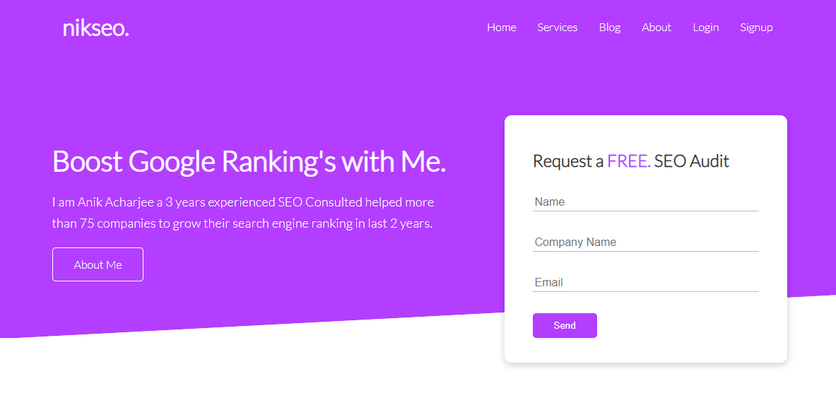 nikseo.
Home Services Blog About Login Signup
Boost Google Ranking's with Me.
I am Anik Acharjee a 3 years experienced SEO Consulted helped more
than 75 companies to grow their search engine ranking in last 2 years.
About Me
Request a FREE. SEO Audit
Name
Company Name
Email
Send